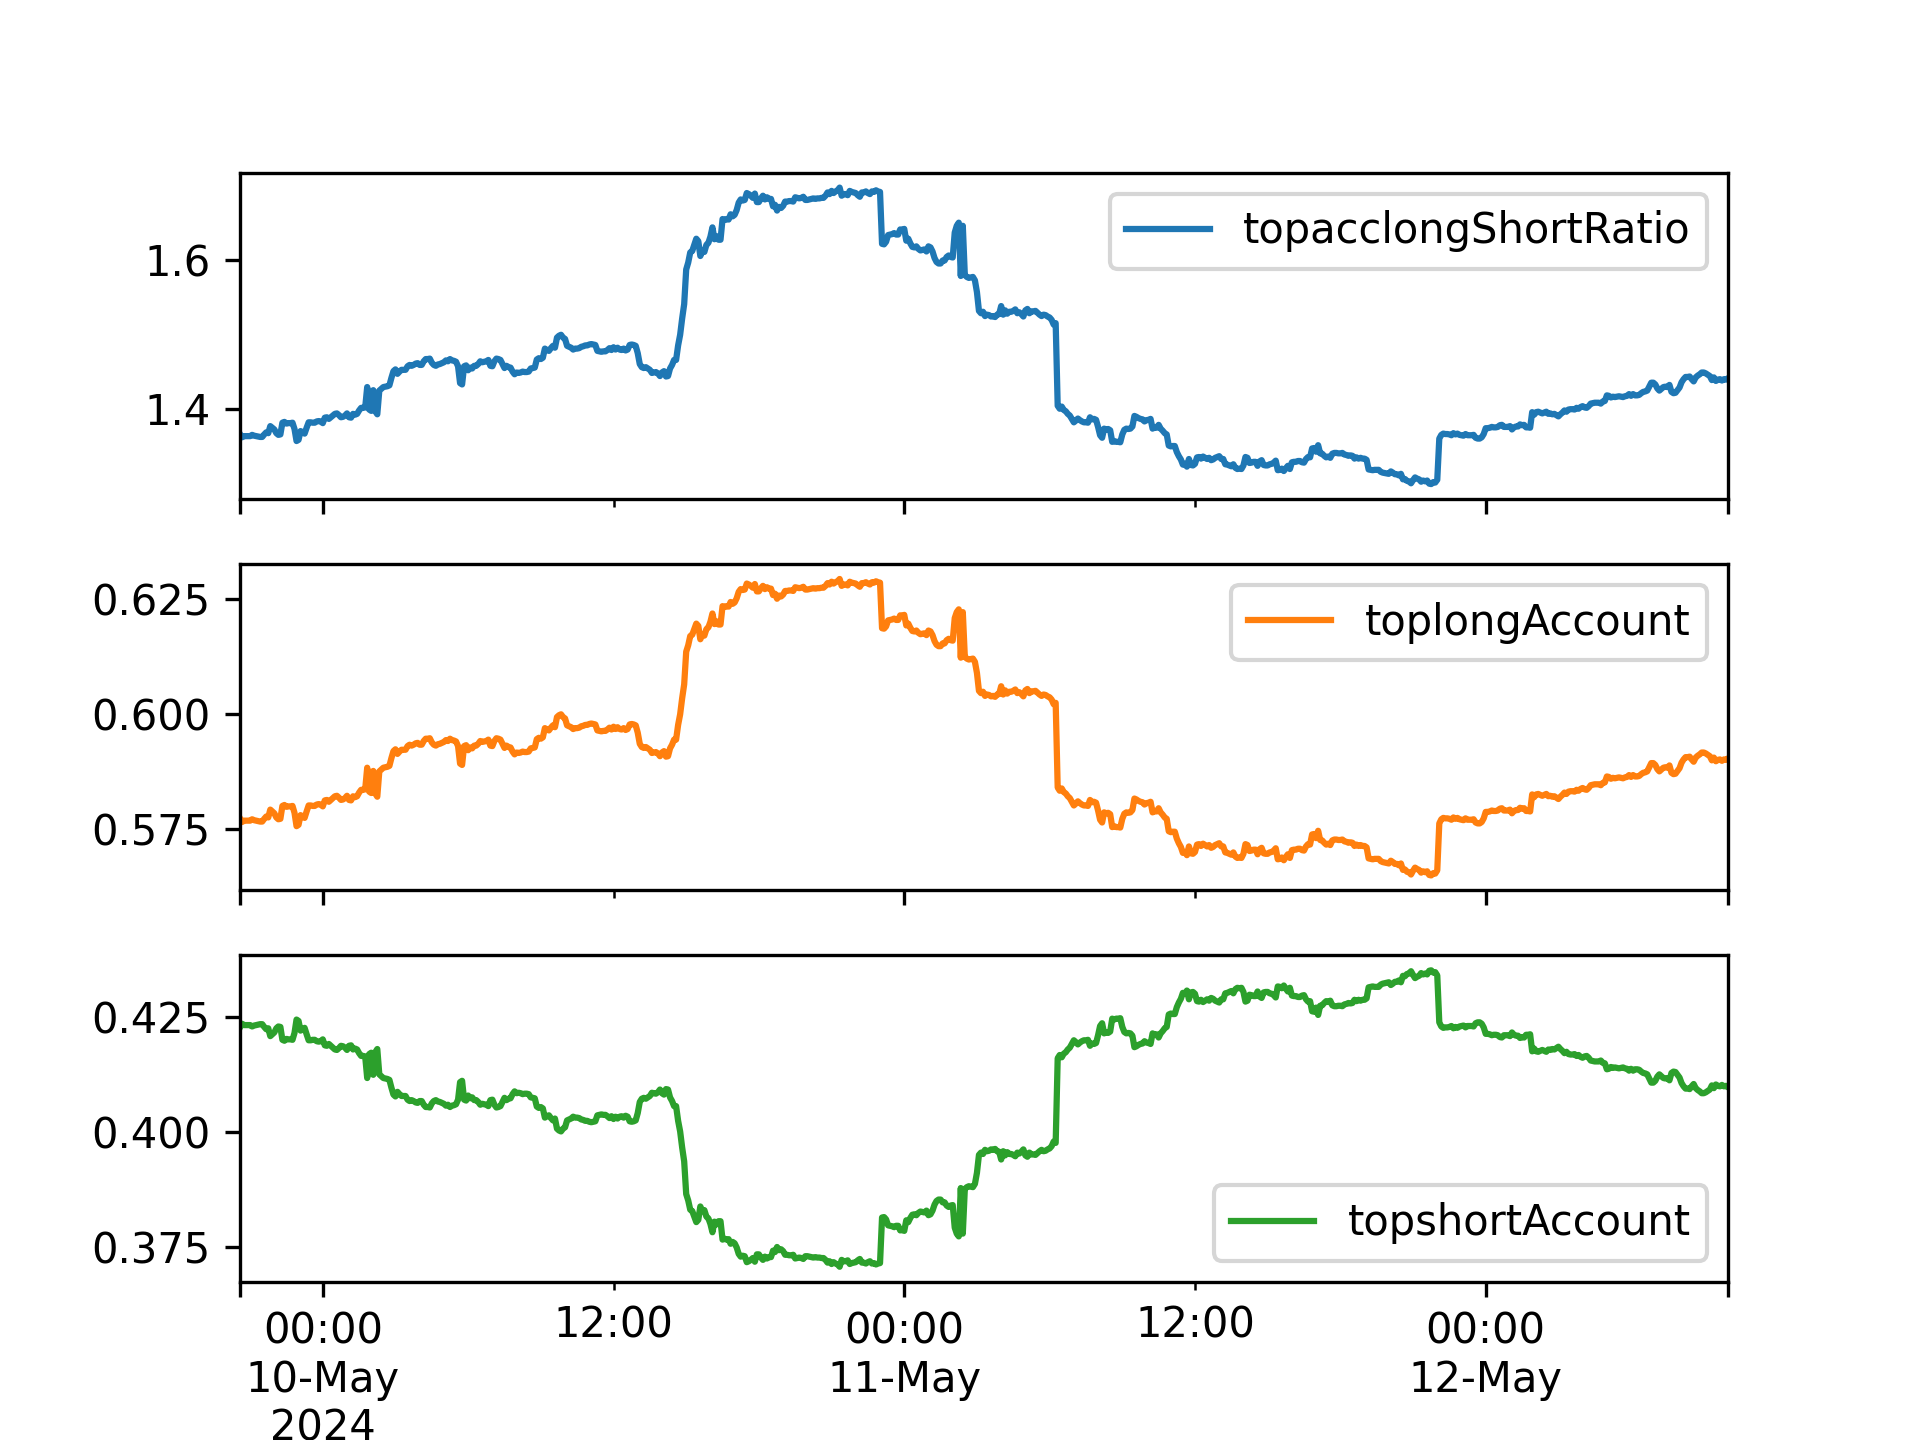 topacclongShortRatio
1.6
1.4
toplongAccount
0.625
0.600
0.575
topshortAccount
0.425
0.400
0.375
00:00 12:00 00:00 12:00 00:00
10-May 11-May 12-May
2024